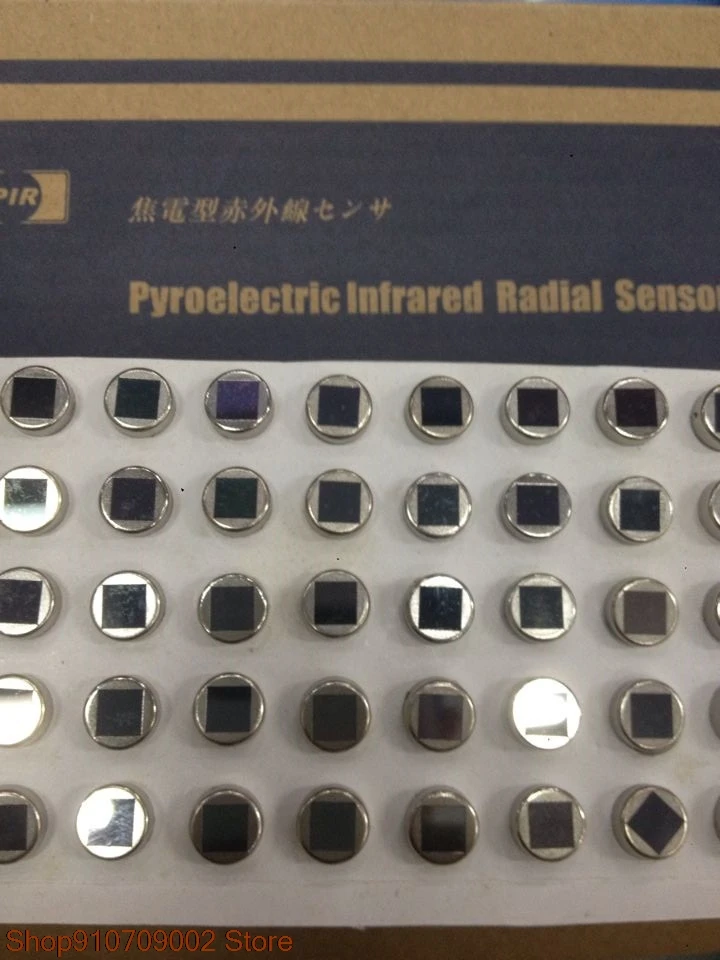 PIR
焦電型赤外線センサ
Pyroelectric Infrared Radial Sensor
Shop910709002 Store